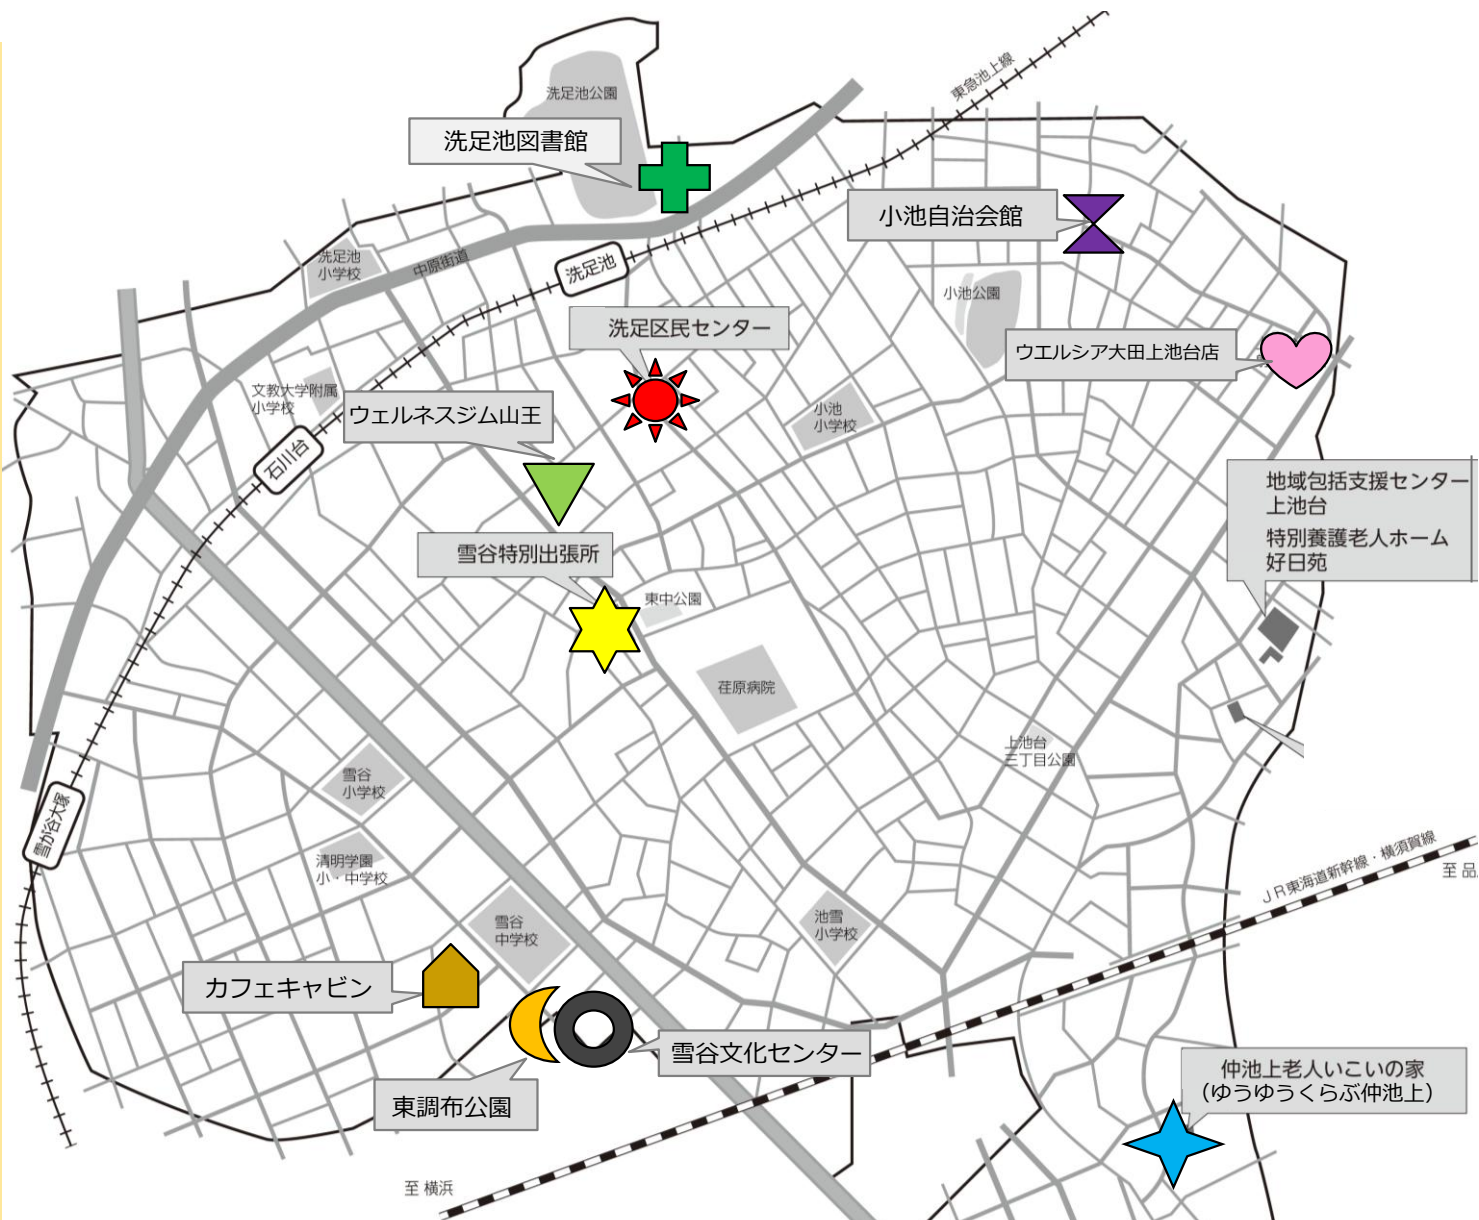 東急池上線
洗足池公園
洗足池図書館
小池自治会館
洗足池
小学校
中原街道
洗足池
小池公園
洗足区民センター
ウエルシア大田上池台店
文教大学附属
小学校
ウェルネスジム山王
小池
小学校
石川台
地域包括支援センター
上池台
特別養護老人ホーム
好日苑
雪谷特別出張所
東中公園
荏原病院
上池台
三丁目公園
雪谷
小学校
雪が谷大塚
清明学園
小・中学校
JR東海道新幹線・横須賀線
至 品
雪谷
中学校
池雪
小学校
カフェキャビン
雪谷文化センター
東調布公園
仲池上老人いこいの家
（ゆうゆうくらぶ仲池上）
至 横浜